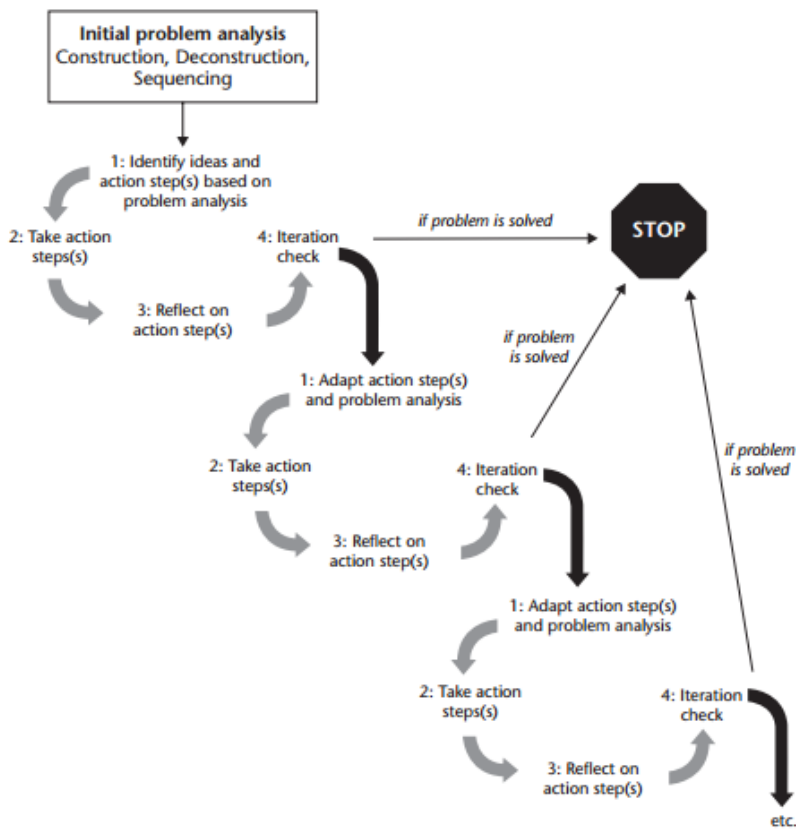 Initial problem analysis
Construction, Deconstruction,
Sequencing
1: Identify ideas and
action step(s) based on
problem analysis
2: Take action
steps(s)
3: Reflect on
action step(s)
4: Iteration
check
if problem is solved
STOP
1: Adapt action step(s)
and problem analysis
2: Take action
steps(s)
3: Reflect on
action step(s)
4: Iteration
check
if problem
is solved
1: Adapt action step(s)
and problem analysis
2: Take action
steps(s)
3: Reflect on
action step(s)
4: Iteration
check
if problem
is solved
etc.